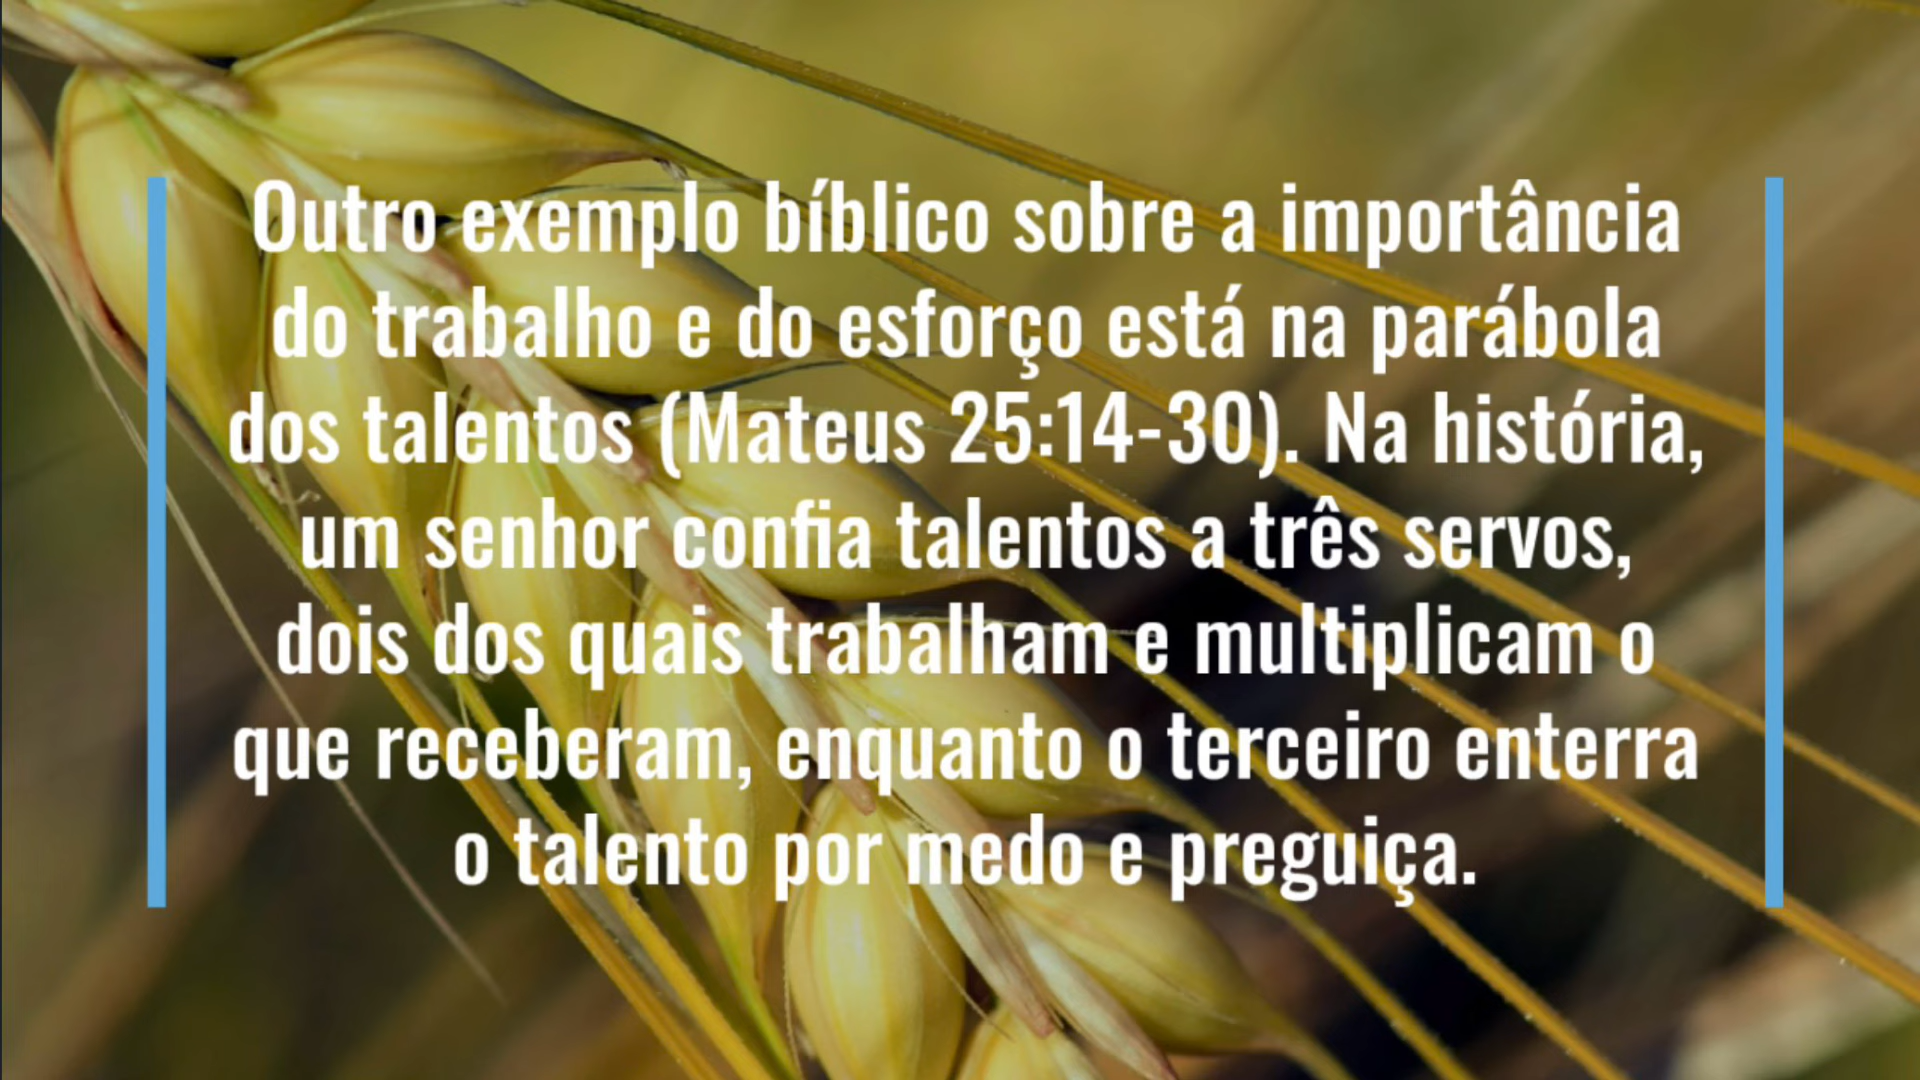 Outro exemplo bíblico sobre a importância
do trabalho e do esforço está na parábola
dos talentos (Mateus 25:14-30). Na história,
um senhor confia talentos a três servos,
dois dos quais trabalham e multiplicam o
que receberam, enquanto o terceiro enterra
o talento por medo e preguiça.